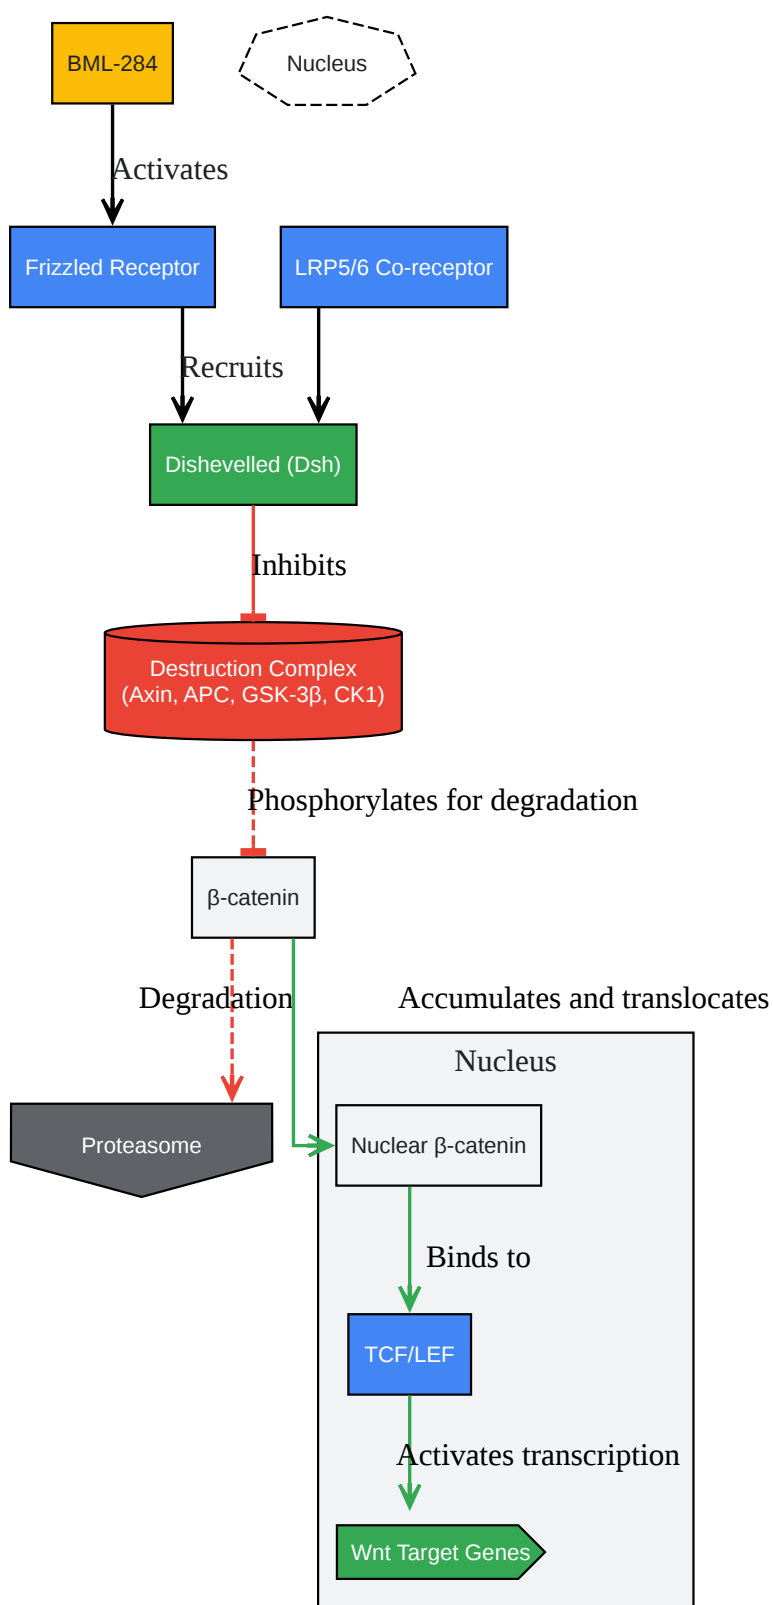 BML-284
Nucleus
Activates
Frizzled Receptor
LRP5/6 Co-receptor
Recruits
Dishevelled (Dsh)
Inhibits
Destruction Complex
(Axin, APC, GSK-3β, CK1)
Phosphorylates for degradation
β-catenin
Degradation
Accumulates and translocates
Nucleus
Proteasome
Nuclear β-catenin
Binds to
TCF/LEF
Activates transcription
Wnt Target Genes